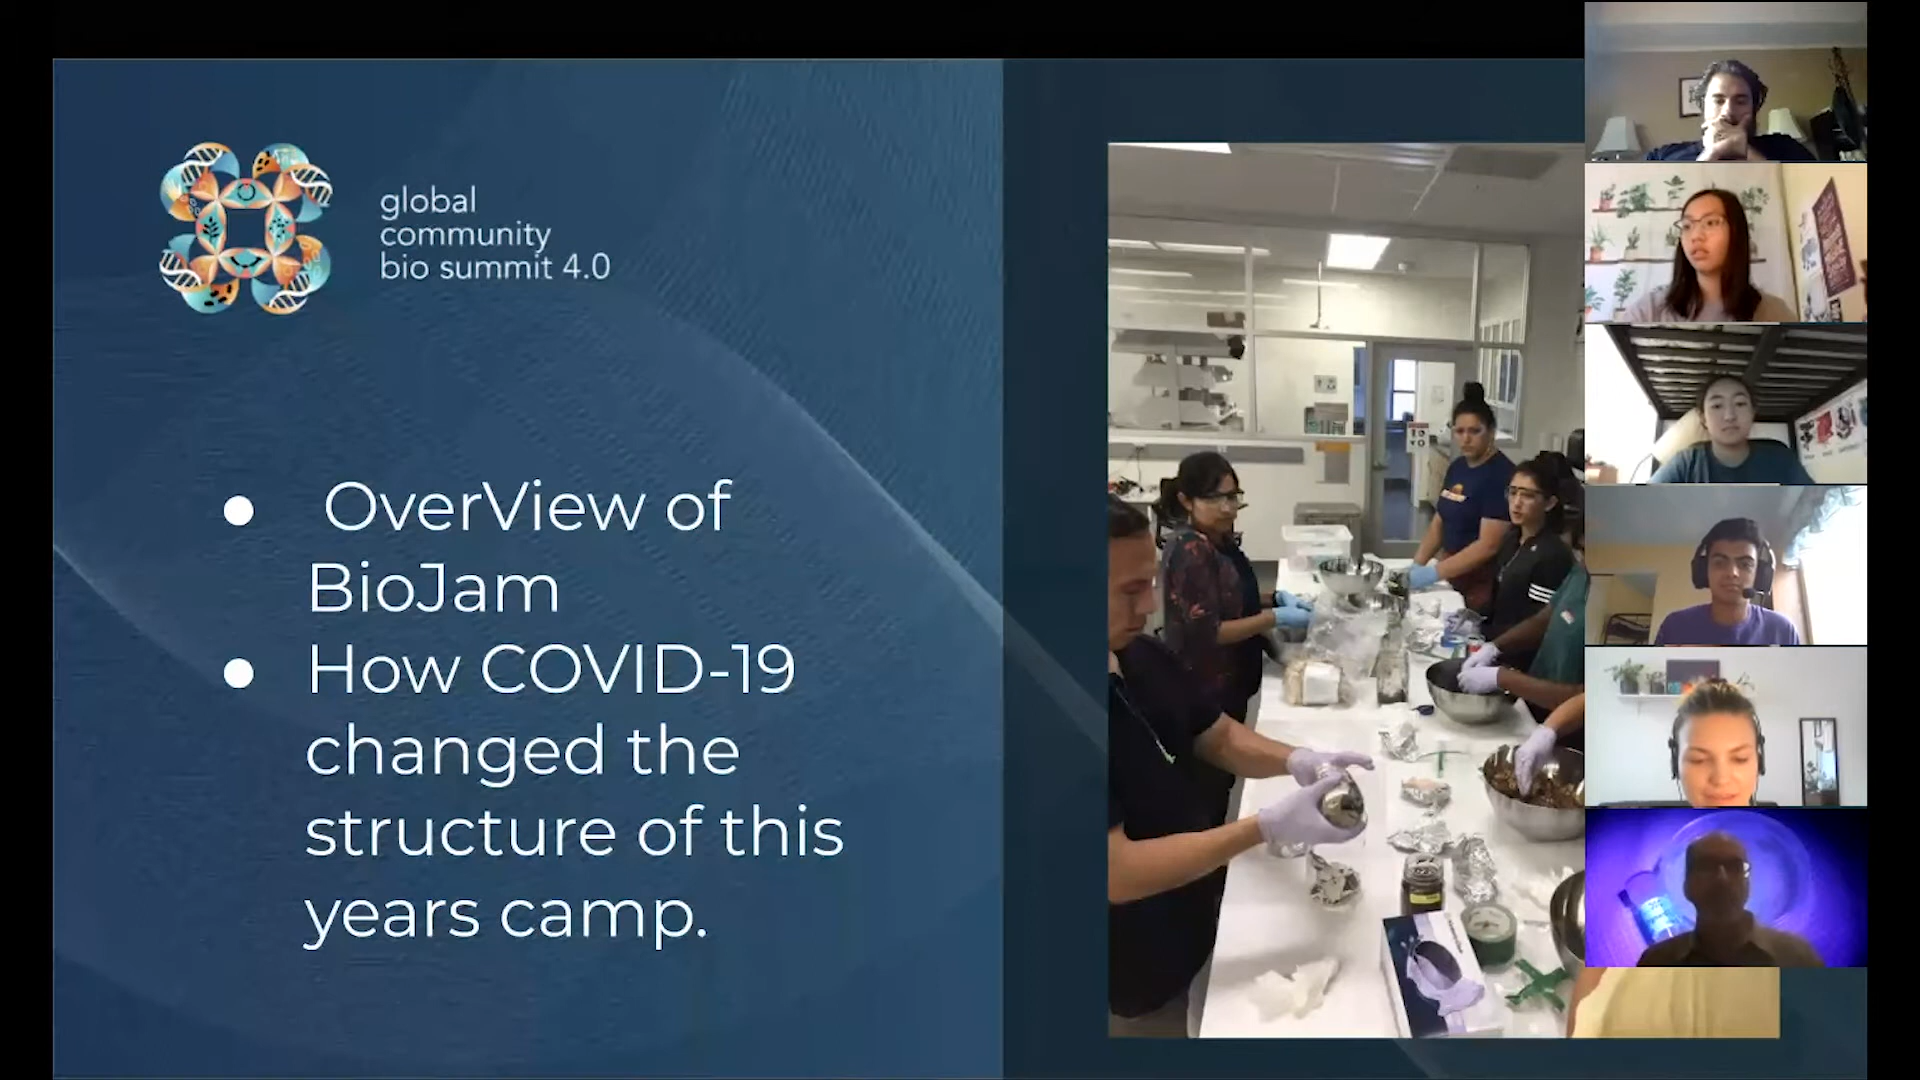 global
community
bio summit 4.0
● OverView of
BioJam
● How COVID-19
changed the
structure of this
years camp.